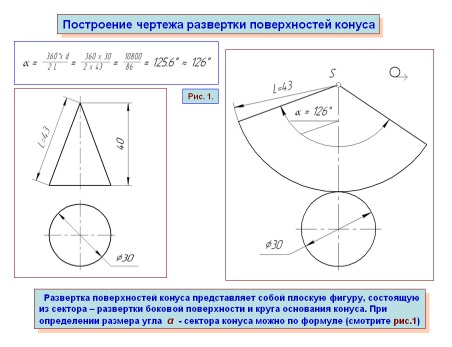 Построение чертежа развертки поверхностей конуса
α = 360°x d / 2 L = 360 x 30 / 2 x 43 = 10800 / 86 = 125.6° ≈ 126°
Рис. 1.
L=43
40
Ø30
S
L=43
α = 126°
Ø30
Развертка поверхностей конуса представляет собой плоскую фигуру, состоящую
из сектора – развертки боковой поверхности и круга основания конуса. При
определении размера угла α - сектора конуса можно по формуле (смотрите рис.1)